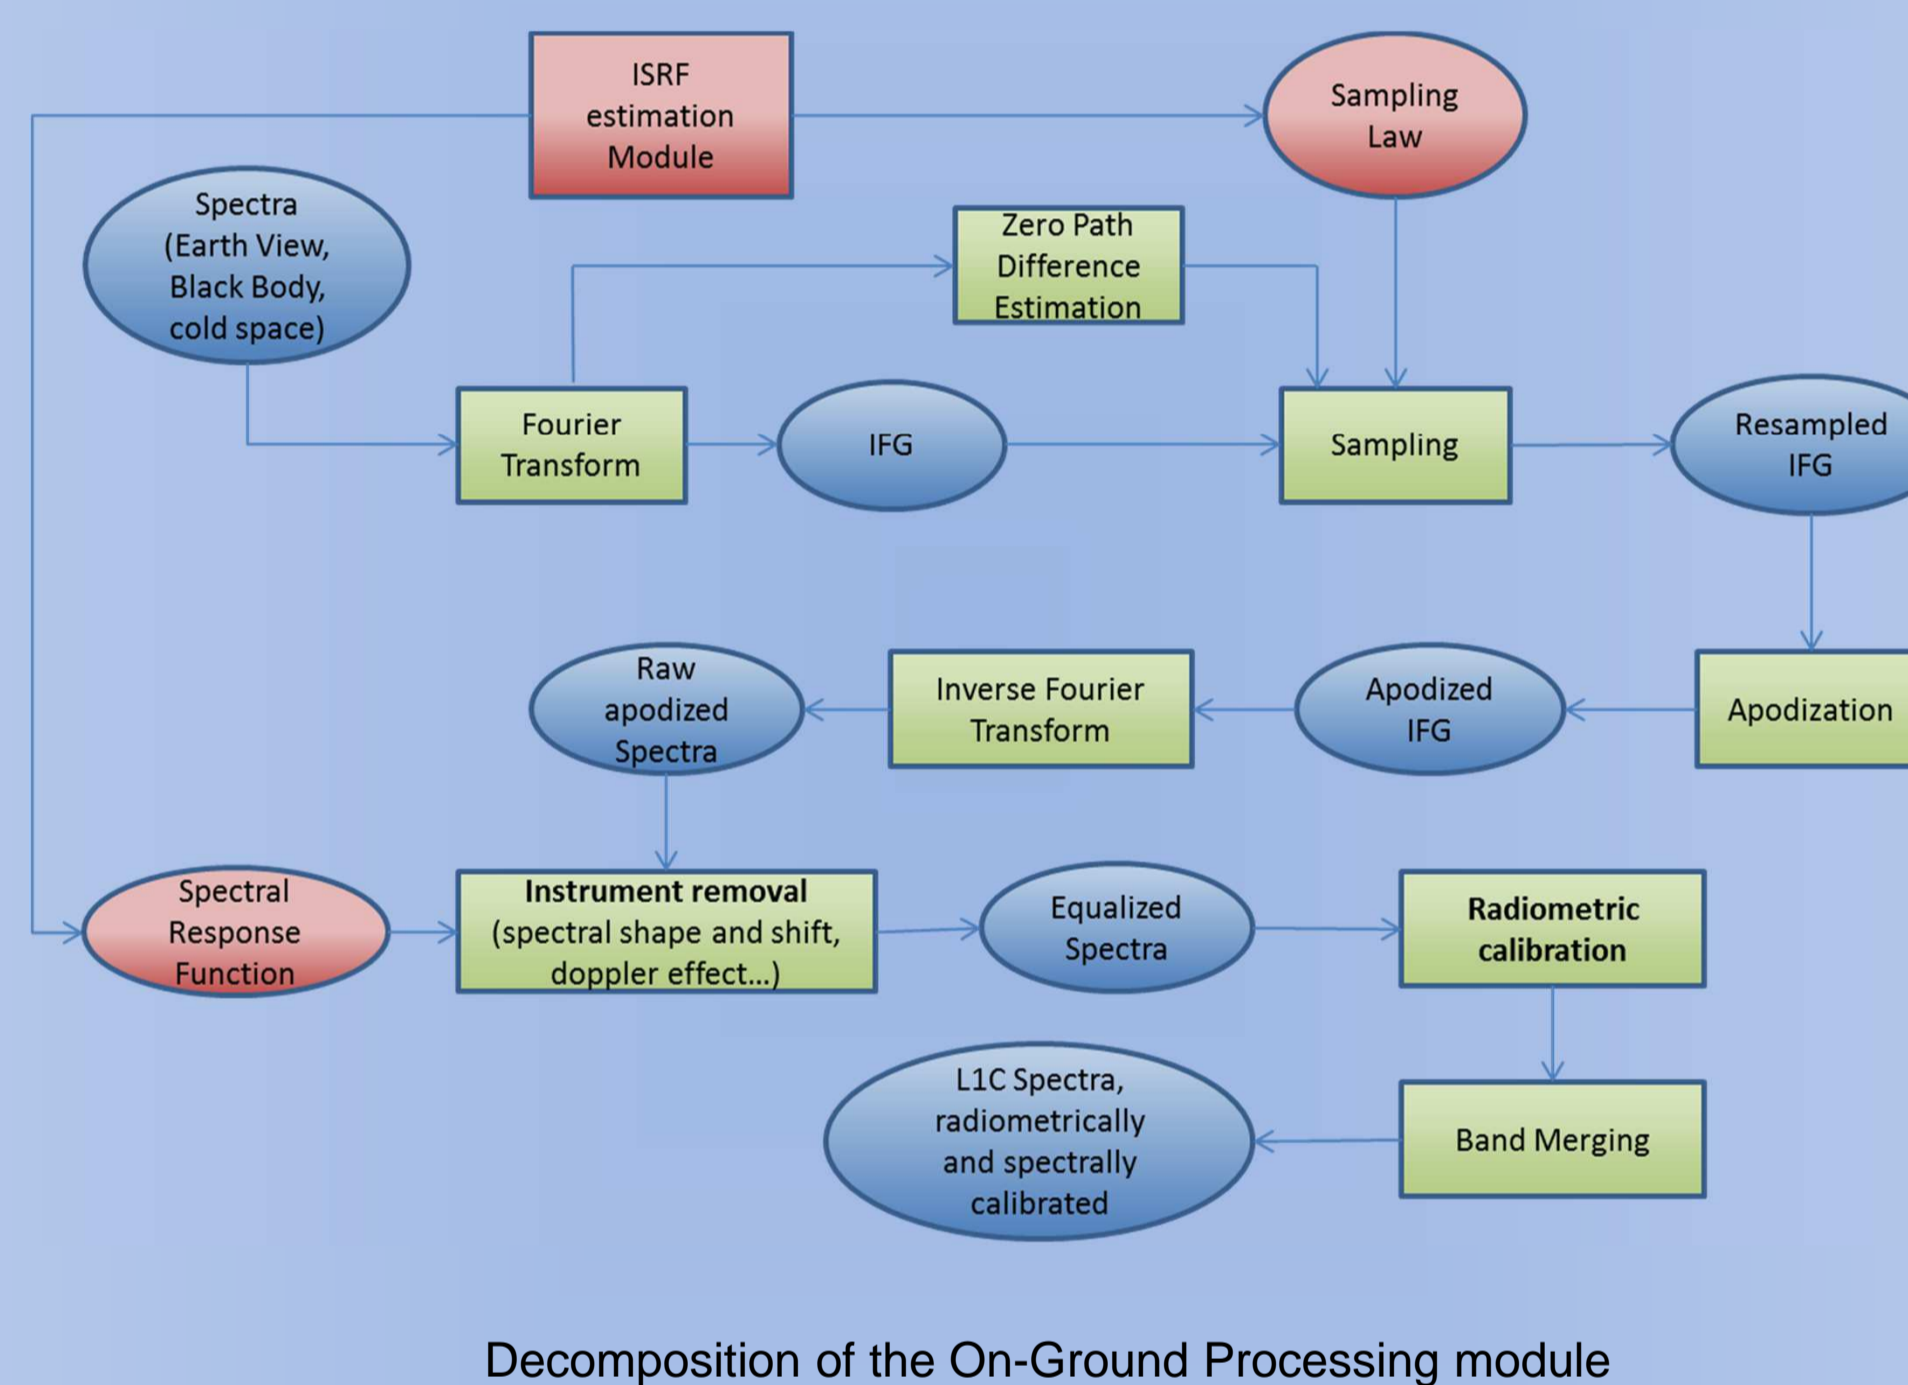 ISRF
estimation
Module
Sampling
Law
Spectra
(Earth View,
Black Body,
cold space)
Zero Path
Difference
Estimation
Fourier
Transform
IFG
Sampling
Resampled
IFG
Raw
apodized
Spectra
Inverse Fourier
Transform
Apodized
IFG
Apodization
Spectral
Response
Function
Instrument removal
(spectral shape and shift,
doppler effect...)
Equalized
Spectra
Radiometric
calibration
L1C Spectra,
radiometrically
and spectrally
calibrated
Band Merging
Decomposition of the On-Ground Processing module